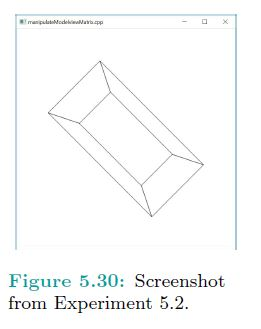 manipulateModelviewMatrix.cpp
Figure 5.30: Screenshot
from Experiment 5.2.